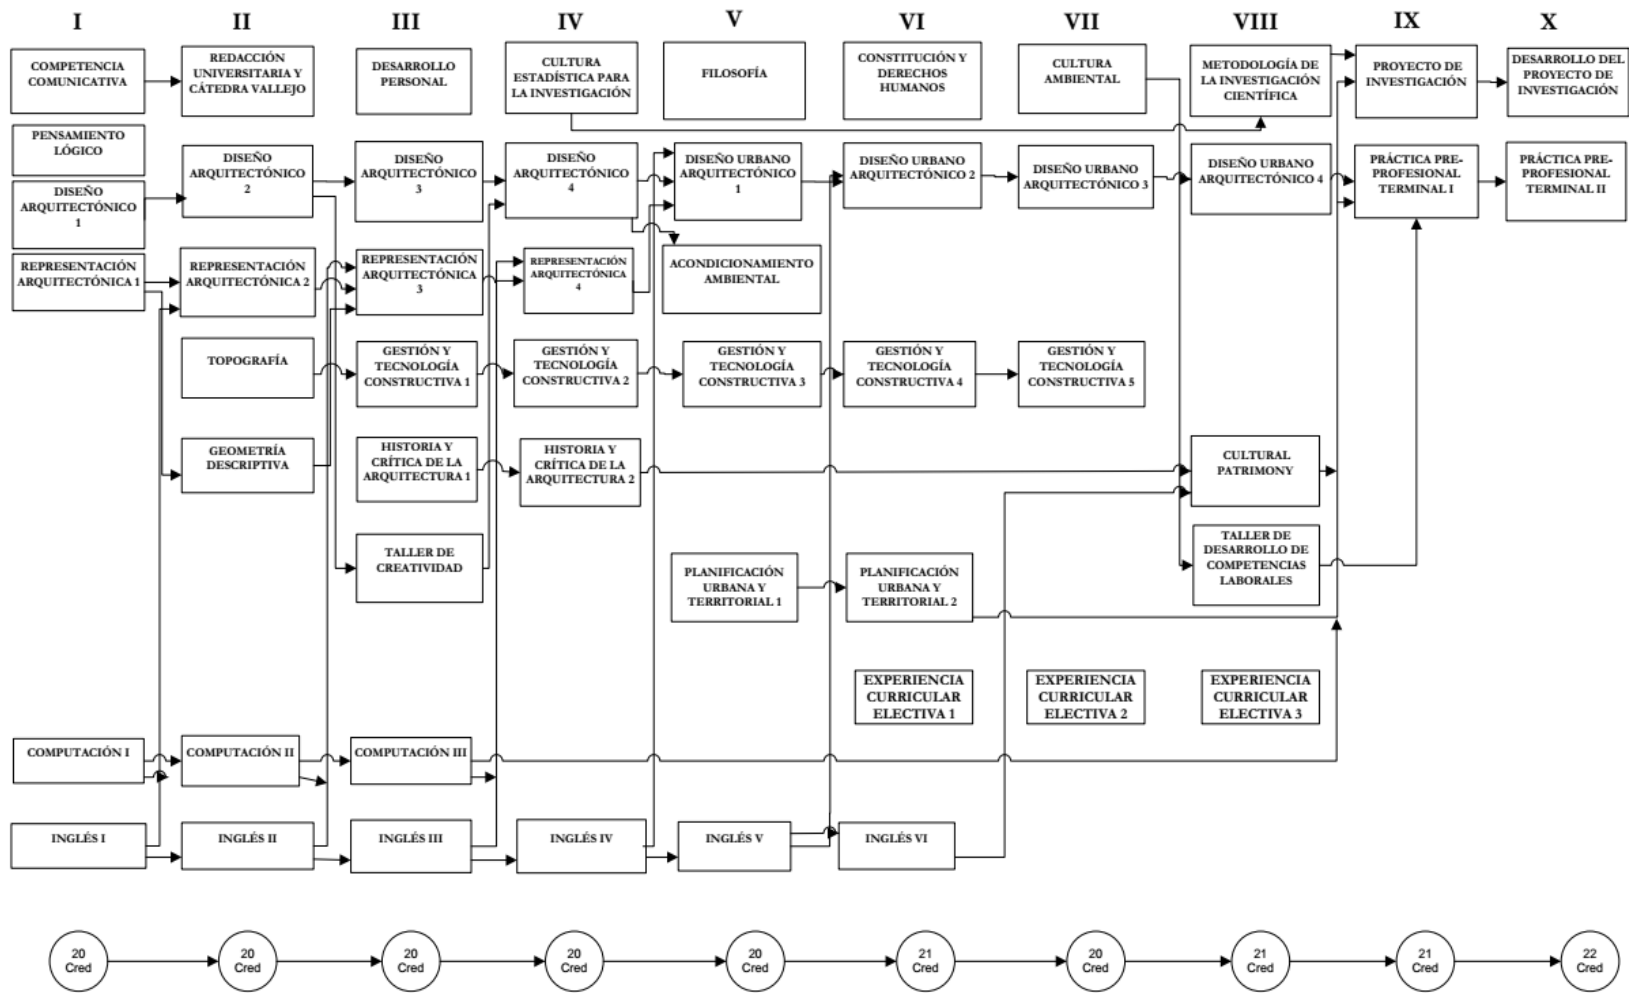 I II III IV V VI VII VIII IX X
COMPETENCIA
COMUNICATIVA
REDACCIÓN
UNIVERSITARIA Y
CÁTEDRA VALLEJO
DESARROLLO
PERSONAL
CULTURA
ESTADÍSTICA PARA
LA INVESTIGACIÓN
FILOSOFÍA
CONSTITUCIÓN Y
DERECHOS
HUMANOS
CULTURA
AMBIENTAL
METODOLOGÍA DE
LA INVESTIGACIÓN
CIENTÍFICA
PROYECTO DE
INVESTIGACIÓN
DESARROLLO DEL
PROYECTO DE
INVESTIGACIÓN
PENSAMIENTO
LÓGICO
DISEÑO
ARQUITECTÓNICO
1
DISEÑO
ARQUITECTÓNICO
2
DISEÑO
ARQUITECTÓNICO
3
DISEÑO
ARQUITECTÓNICO
4
DISEÑO URBANO
ARQUITECTÓNICO
1
DISEÑO URBANO
ARQUITECTÓNICO 2
DISEÑO URBANO
ARQUITECTÓNICO 3
DISEÑO URBANO
ARQUITECTÓNICO 4
PRÁCTICA PRE-
PROFESIONAL
TERMINAL I
PRÁCTICA PRE-
PROFESIONAL
TERMINAL II
REPRESENTACIÓN
ARQUITECTÓNICA 1
REPRESENTACIÓN
ARQUITECTÓNICA 2
REPRESENTACIÓN
ARQUITECTÓNICA
3
REPRESENTACIÓN
ARQUITECTÓNICA
4
ACONDICIONAMIENTO
AMBIENTAL
TOPOGRAFÍA
GESTIÓN Y
TECNOLOGÍA
CONSTRUCTIVA 1
GESTIÓN Y
TECNOLOGÍA
CONSTRUCTIVA 2
GESTIÓN Y
TECNOLOGÍA
CONSTRUCTIVA 3
GESTIÓN Y
TECNOLOGÍA
CONSTRUCTIVA 4
GESTIÓN Y
TECNOLOGÍA
CONSTRUCTIVA 5
GEOMETRÍA
DESCRIPTIVA
HISTORIA Y
CRÍTICA DE LA
ARQUITECTURA 1
HISTORIA Y
CRÍTICA DE LA
ARQUITECTURA 2
CULTURAL
PATRIMONY
TALLER DE
CREATIVIDAD
PLANIFICACIÓN
URBANA Y
TERRITORIAL 1
PLANIFICACIÓN
URBANA Y
TERRITORIAL 2
TALLER DE
DESARROLLO DE
COMPETENCIAS
LABORALES
EXPERIENCIA
CURRICULAR
ELECTIVA 1
EXPERIENCIA
CURRICULAR
ELECTIVA 2
EXPERIENCIA
CURRICULAR
ELECTIVA 3
COMPUTACIÓN I
COMPUTACIÓN II
COMPUTACIÓN III
INGLÉS I
INGLÉS II
INGLÉS III
INGLÉS IV
INGLÉS V
INGLÉS VI
20
Cred
20
Cred
20
Cred
20
Cred
20
Cred
21
Cred
20
Cred
21
Cred
21
Cred
22
Cred